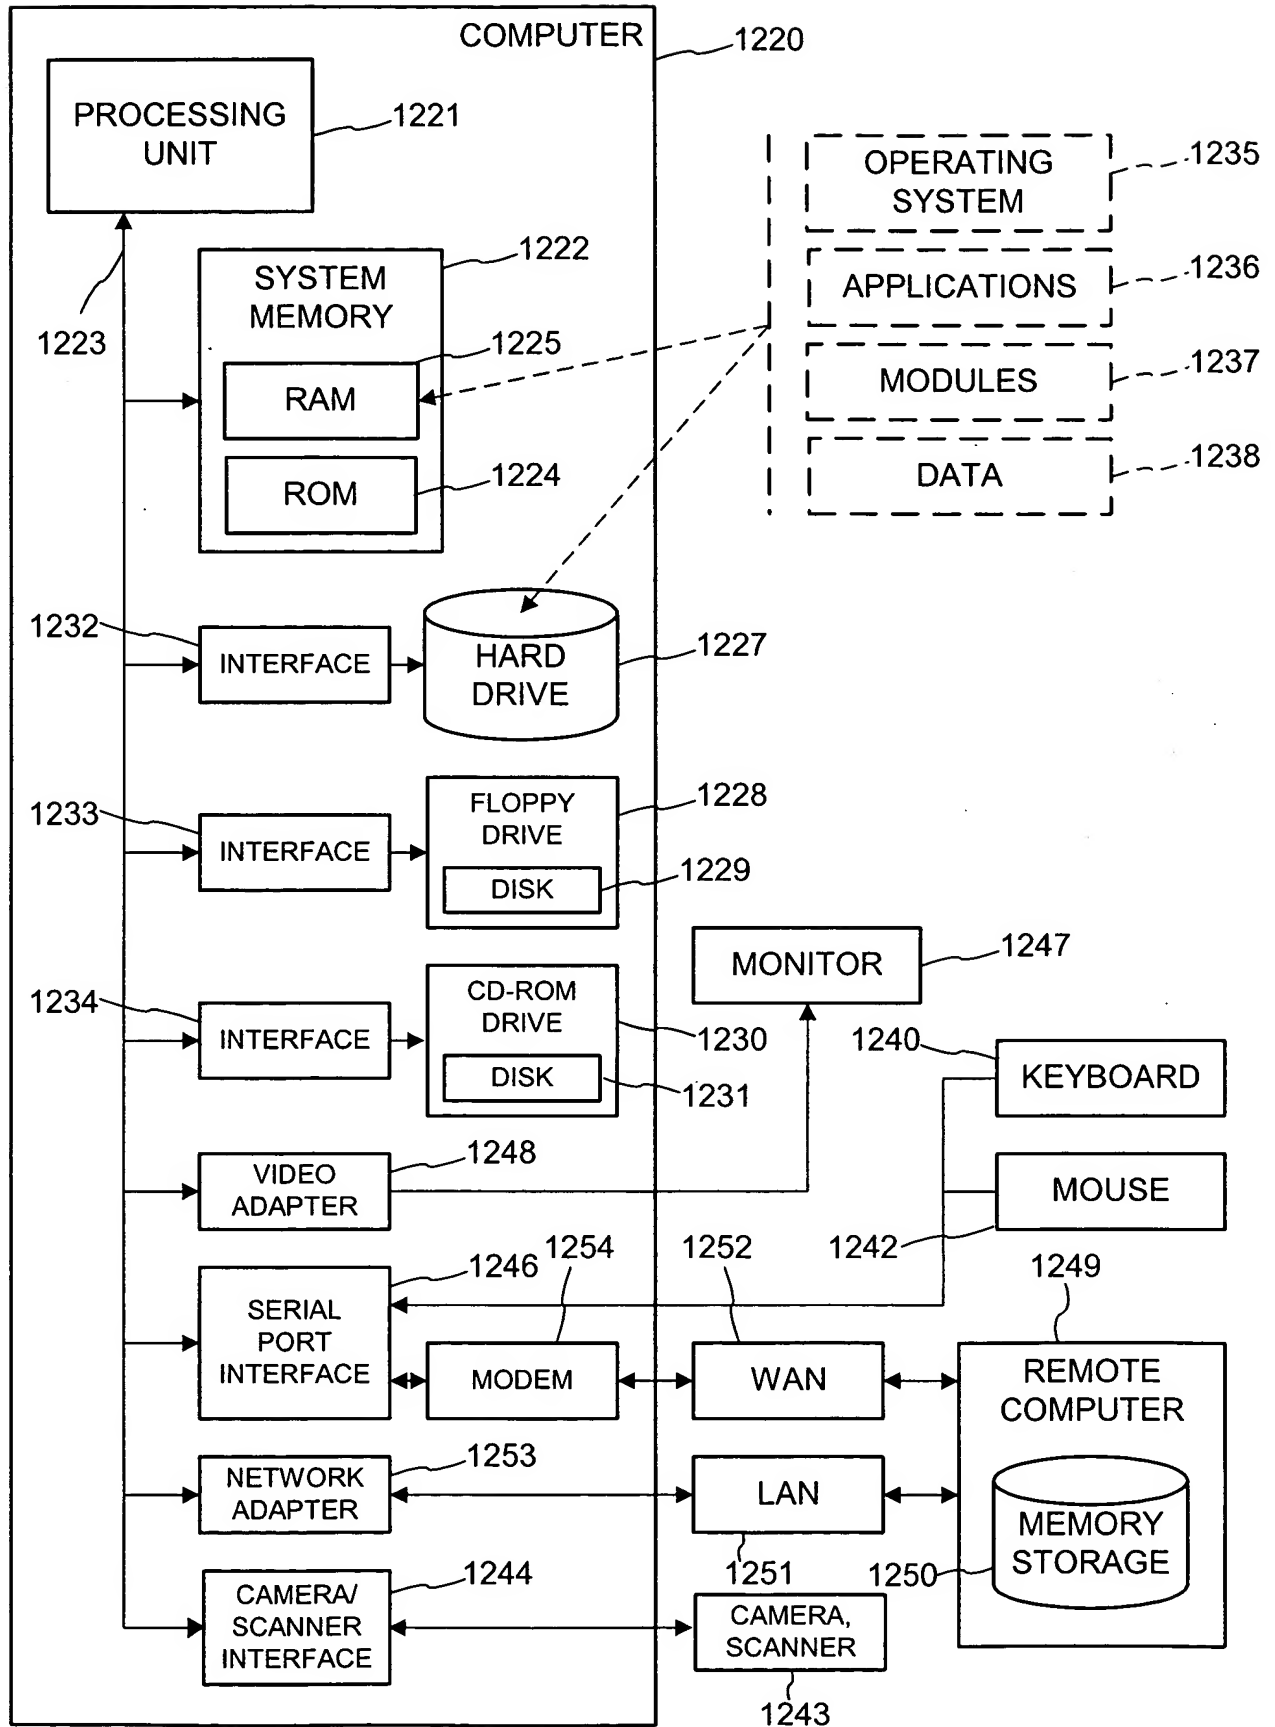 COMPUTER
1220
PROCESSING
UNIT
1221
1223
SYSTEM
MEMORY
1222
RAM
1225
ROM
1224
OPERATING
SYSTEM
1235
APPLICATIONS
1236
MODULES
1237
DATA
1238
1232
INTERFACE
HARD
DRIVE
1227
1233
INTERFACE
FLOPPY
DRIVE
1228
DISK
1229
1234
INTERFACE
CD-ROM
DRIVE
1230
DISK
1231
MONITOR
1247
1240
KEYBOARD
MOUSE
1242
VIDEO
ADAPTER
1248
SERIAL
PORT
INTERFACE
1246
1254
MODEM
1252
WAN
1249
REMOTE
COMPUTER
MEMORY
STORAGE
1250
NETWORK
ADAPTER
1253
LAN
1251
CAMERA/
SCANNER
INTERFACE
1244
CAMERA,
SCANNER
1243